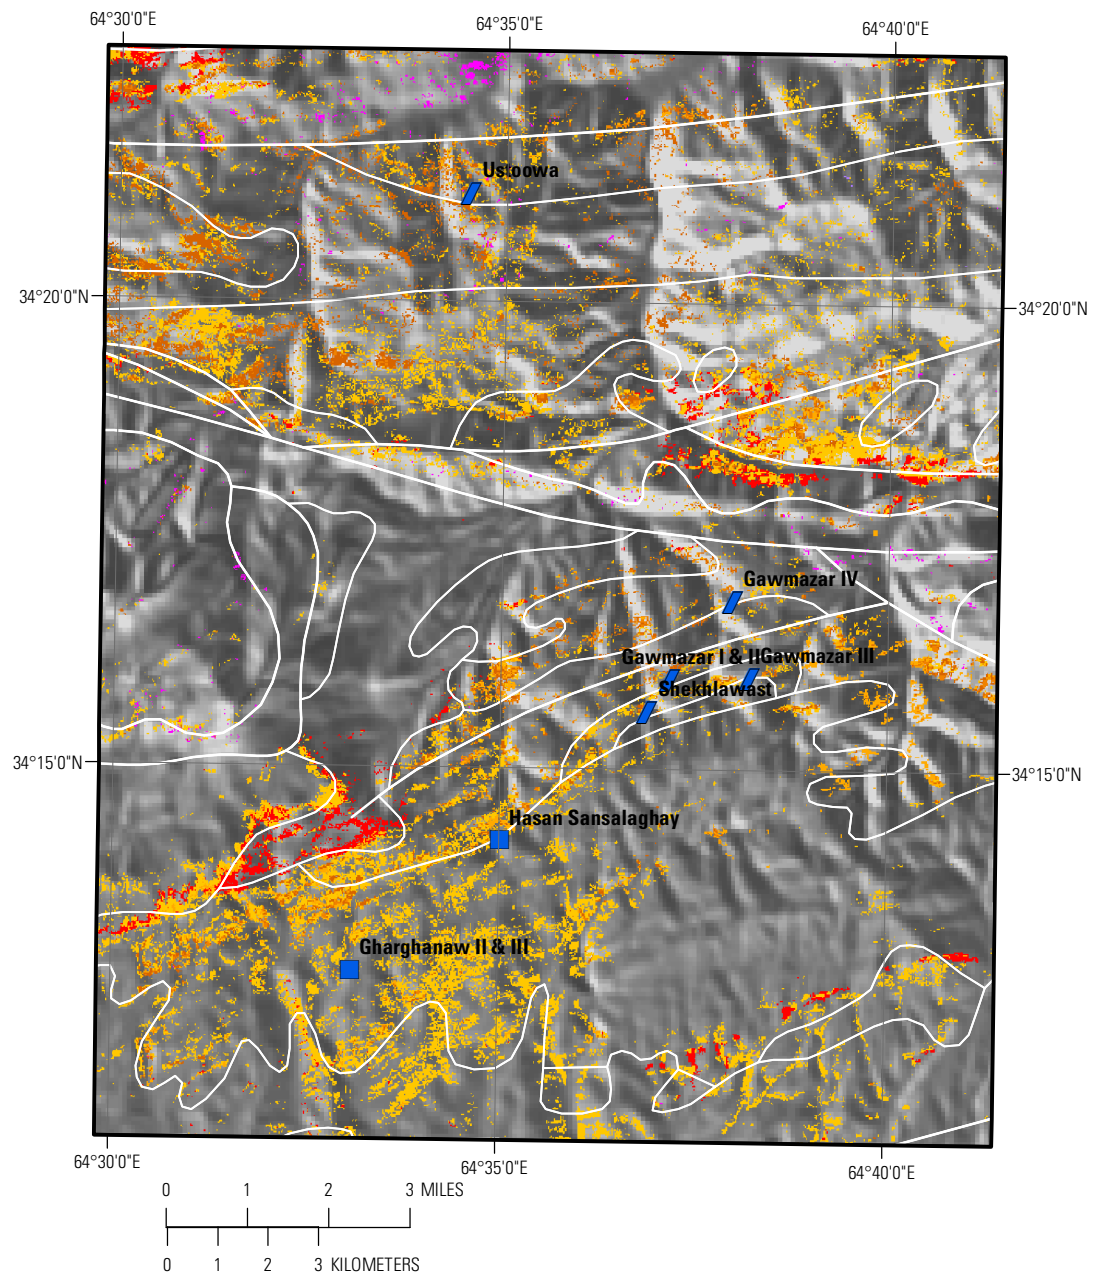 64°30'0"E
64°35'0"E
64°40'0"E
Ustoowa
34°20'0"N
34°20'0"N
Gawmazar IV
Gawmazar I & II
Gawmazar III
Shekhlawast
34°15'0"N
34°15'0"N
Hasan Sansalaghay
Gharghanaw II & III
64°30'0"E
64°35'0"E
64°40'0"E
0 1 2 3 MILES
0 1 2 3 KILOMETERS